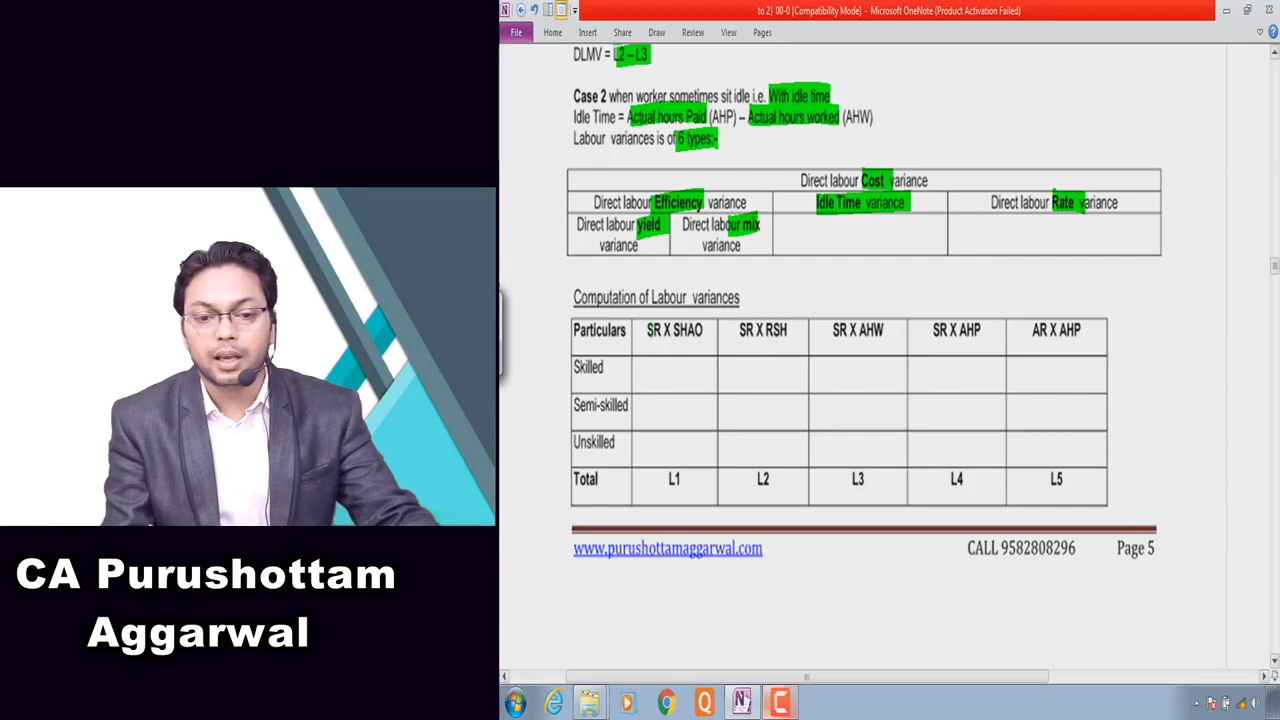 to 2) 00-0 [Compatibility Mode] - Microsoft OneNote (Product Activation Failed)
File Home Insert Share Draw Review View Pages
DLMV = L2 – L3
Case 2 when worker sometimes sit idle i.e. With idle time
Idle Time = Actual hours Paid (AHP) – Actual hours worked (AHW)
Labour variances is of 6 types:-
Direct labour Cost variance
Direct labour Efficiency variance Idle Time variance Direct labour Rate variance
Direct labour yield variance Direct labour mix variance
Computation of Labour variances
Particulars SR X SHAO SR X RSH SR X AHW SR X AHP AR X AHP
Skilled
Semi-skilled
Unskilled
Total L1 L2 L3 L4 L5
www.purushottamaggarwal.com CALL 9582808296 Page 5
CA Purushottam
Aggarwal